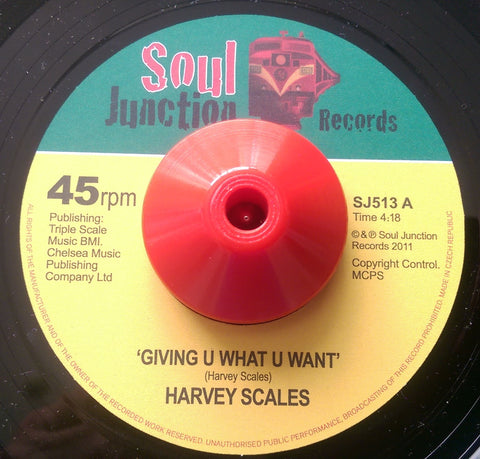 Soul
Junction
Records
45rpm
Publishing:
Triple Scale
Music BMI.
Chelsea Music
Publishing
Company Ltd
SJ513 A
Time 4:18
©&℗ Soul Junction
Records 2011
Copyright Control.
MCPS
'GIVING U WHAT U WANT'
(Harvey Scales)
HARVEY SCALES
ALL RIGHTS OF THE MANUFACTURER AND OF THE OWNER OF THE RECORDED WORK RESERVED. UNAUTHORISED PUBLIC PERFORMANCE, BROADCASTING OF THIS RECORD PROHIBITED. MADE IN CZECH REPUBLIC